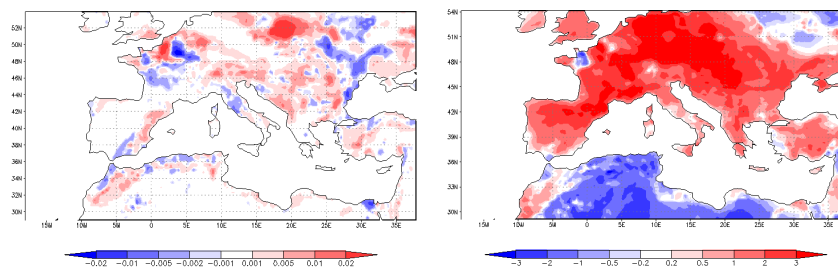 54N
52N
50N
48N
46N
44N
42N
40N
38N
36N
34N
32N
30N
15W
10W
5W
0
5E
10E
15E
20E
25E
30E
35E
−0.02 −0.01 −0.005 −0.002 −0.001 0.001 0.005 0.01 0.02
54N
51N
48N
45N
42N
39N
36N
33N
30N
15W
10W
5W
0
5E
10E
15E
20E
25E
30E
35E
−3 −2 −1 −0.5 −0.2 0.2 0.5 1 2 3